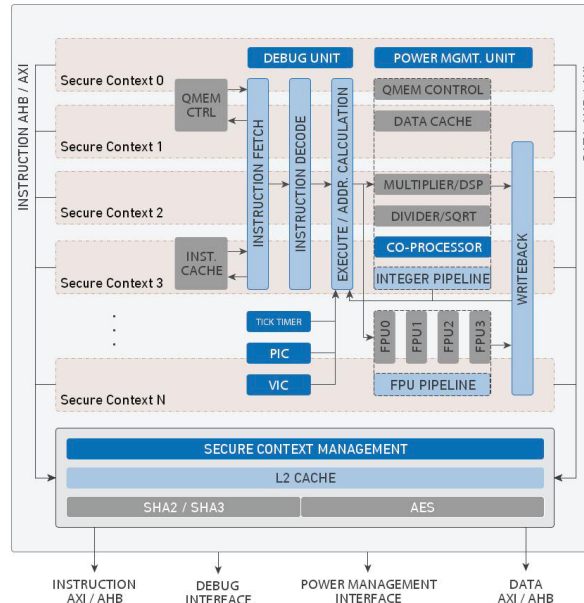 DEBUG UNIT
POWER MGMT. UNIT
Secure Context 0
QMEM
CTRL
QMEM CONTROL
DATA CACHE
Secure Context 1
INSTRUCTION AHB / AXI
INSTRUCTION FETCH
INSTRUCTION DECODE
EXECUTE / ADDR. CALCULATION
MULTIPLIER/DSP
Secure Context 2
DIVIDER/SQRT
WRITEBACK
INST.
CACHE
CO-PROCESSOR
Secure Context 3
INTEGER PIPELINE
TICK TIMER
PIC
VIC
FPU0
FPU1
FPU2
FPU3
FPU PIPELINE
Secure Context N
SECURE CONTEXT MANAGEMENT
L2 CACHE
SHA2 / SHA3
AES
INSTRUCTION
AXI / AHB
DEBUG
INTERFACE
POWER MANAGEMENT
INTERFACE
DATA
AXI / AHB